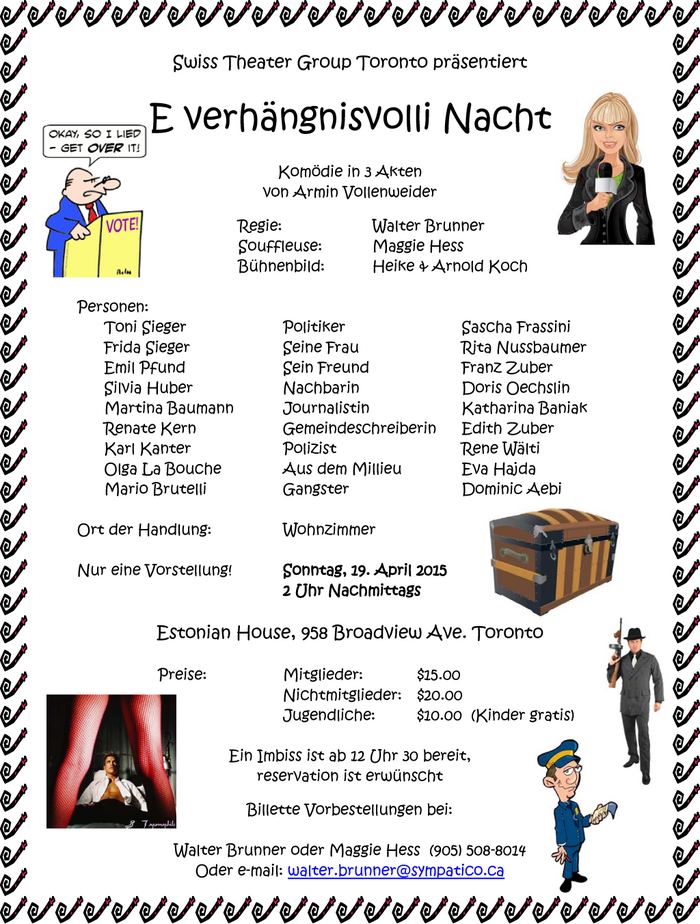 Swiss Theater Group Toronto präsentiert
E verhängnisvolli Nacht
OKAY, SO I LIED
– GET OVER IT!
VOTE!
Komödie in 3 Akten
von Armin Vollenweider
Regie: Walter Brunner
Souffleuse: Maggie Hess
Bühnenbild: Heike & Arnold Koch
Personen:
Toni Sieger Politiker Sascha Frassini
Frida Sieger Seine Frau Rita Nussbaumer
Emil Pfund Sein Freund Franz Zuber
Silvia Huber Nachbarin Doris Oechslin
Martina Baumann Journalistin Katharina Baniak
Renate Kern Gemeindeschreiberin Edith Zuber
Karl Kanter Polizist Rene Wälti
Olga La Bouche Aus dem Millieu Eva Hajda
Mario Brutelli Gangster Dominic Aebi
Ort der Handlung: Wohnzimmer
Nur eine Vorstellung! Sonntag, 19. April 2015
2 Uhr Nachmittags
Estonian House, 958 Broadview Ave. Toronto
Preise: Mitglieder: $15.00
Nichtmitglieder: $20.00
Jugendliche: $10.00 (Kinder gratis)
Ein Imbiss ist ab 12 Uhr 30 bereit,
reservation ist erwünscht
Billette Vorbestellungen bei:
Walter Brunner oder Maggie Hess (905) 508-8014
Oder e-mail: walter.brunner@sympatico.ca